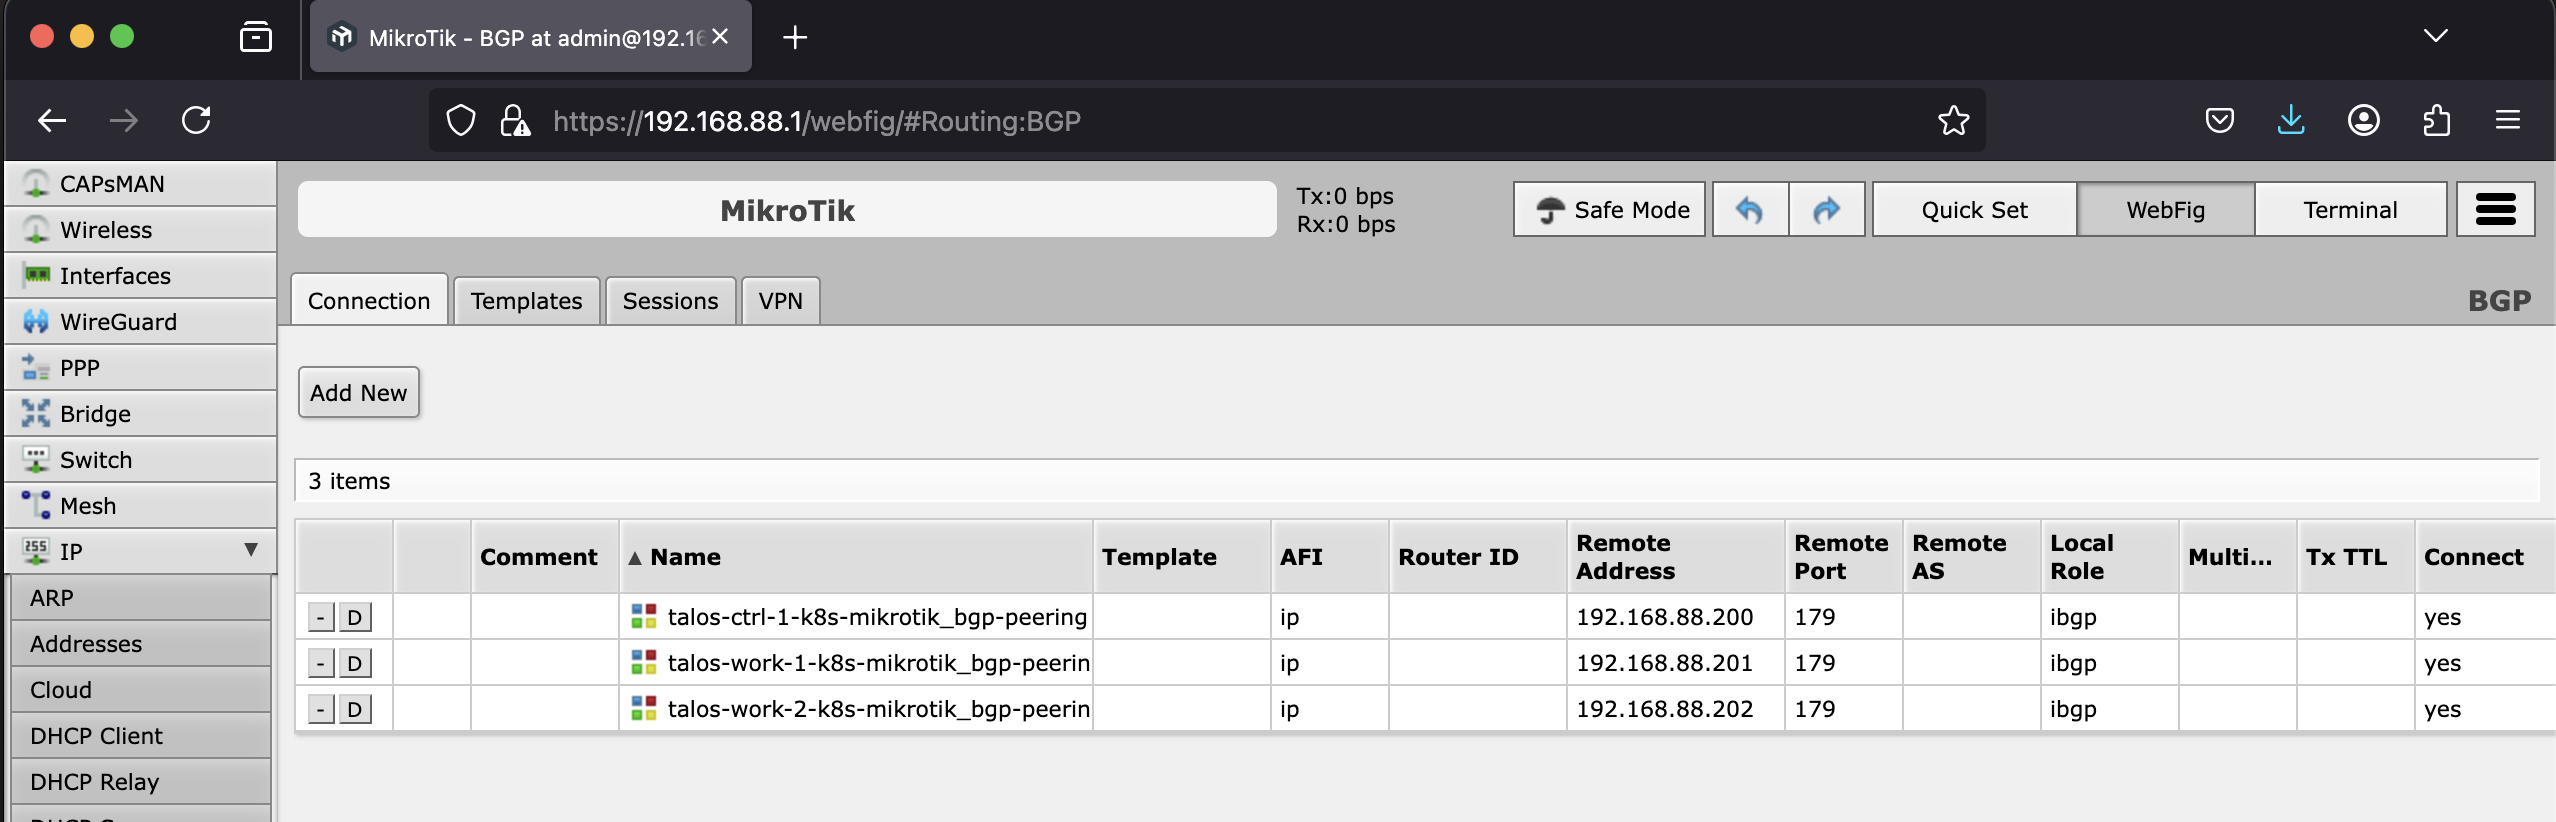 MikroTik - BGP at admin@192.16
https://192.168.88.1/webfig/#Routing:BGP
CAPsMAN
Wireless
Interfaces
WireGuard
PPP
Bridge
Switch
Mesh
IP
ARP
Addresses
Cloud
DHCP Client
DHCP Relay
MikroTik
Tx:0 bps
Rx:0 bps
Safe Mode
Quick Set
WebFig
Terminal
Connection
Templates
Sessions
VPN
BGP
Add New
3 items
Comment ▲ Name Template AFI Router ID Remote Address Remote Port Remote AS Local Role Multi... Tx TTL Connect
- D talos-ctrl-1-k8s-mikrotik_bgp-peering ip 192.168.88.200 179 ibgp yes
- D talos-work-1-k8s-mikrotik_bgp-peerin ip 192.168.88.201 179 ibgp yes
- D talos-work-2-k8s-mikrotik_bgp-peerin ip 192.168.88.202 179 ibgp yes